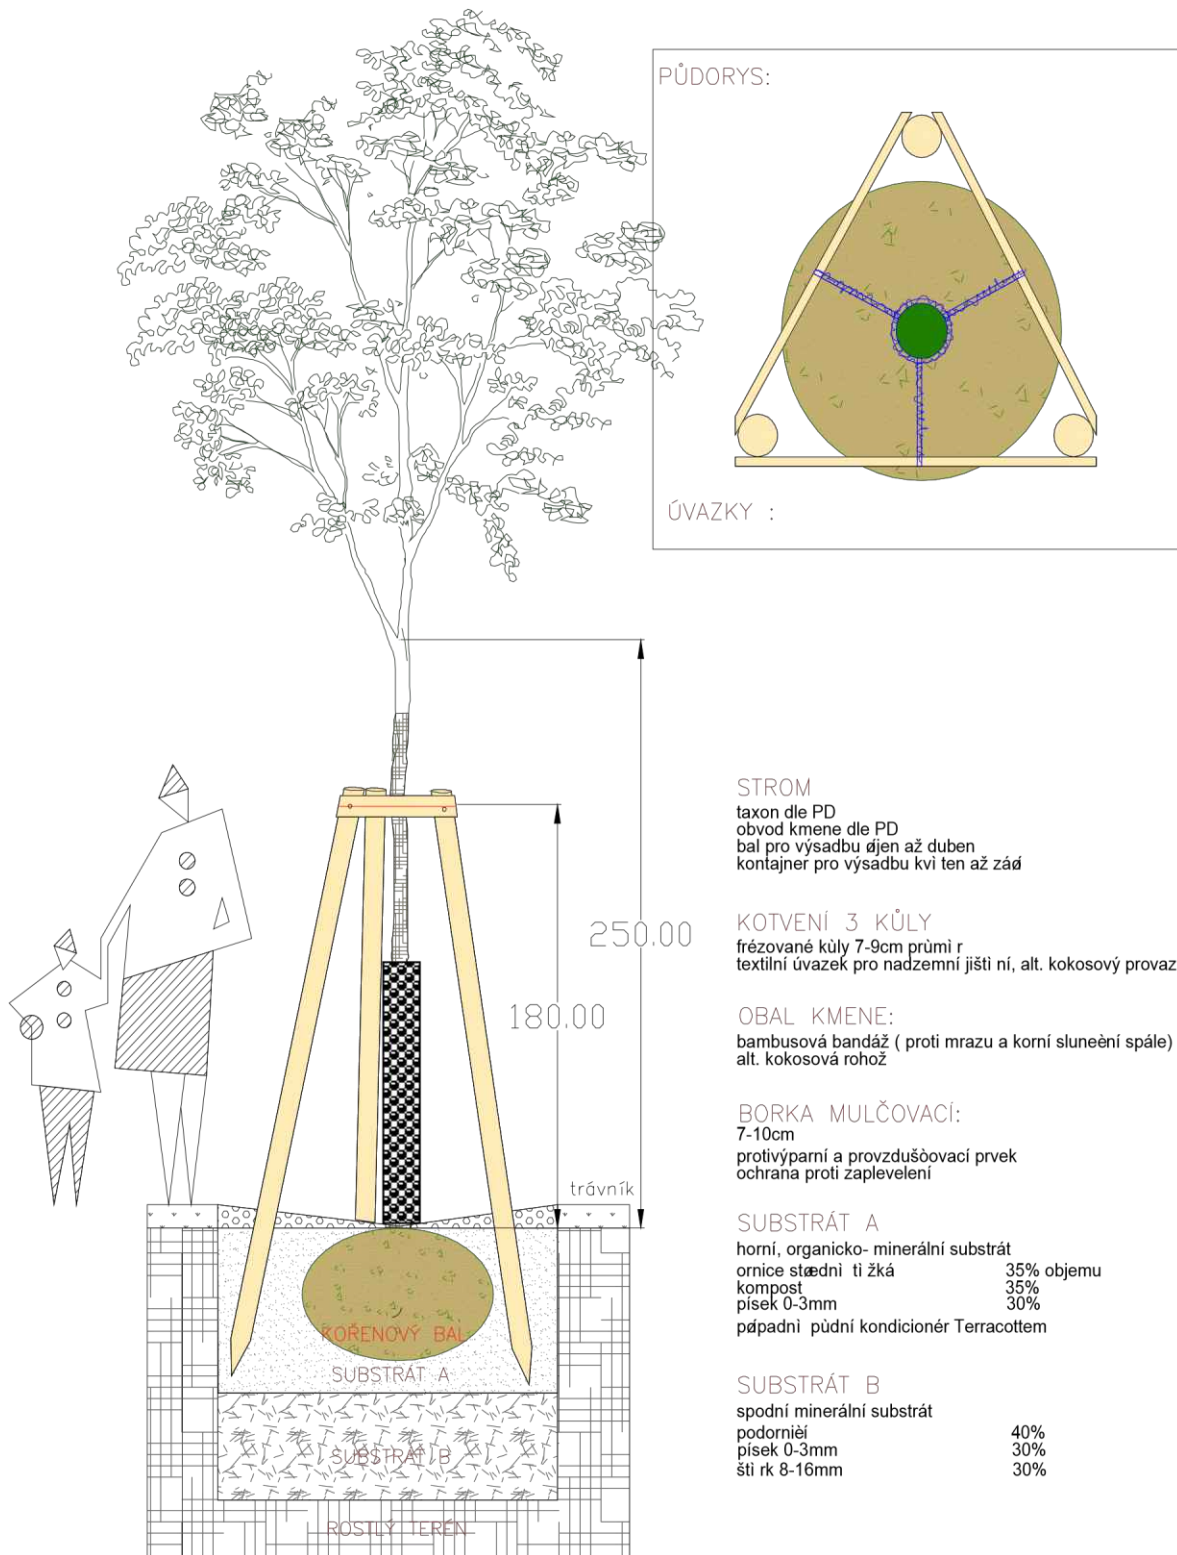 PŮDORYS:
ÚVAZKY :
250.00
180.00
trávník
KOŘENOVÝ BAL
SUBSTRÁT A
SUBSTRÁT B
ROSTLÝ TERÉN
STROM
taxon dle PD
obvod kmene dle PD
bal pro výsadbu øjen až duben
kontajner pro výsadbu kvì ten až záø
KOTVENÍ 3 KŮLY
frézované kůly 7-9cm prùmì r
textilní úvazek pro nadzemní jištì ní, alt. kokosový provaz
OBAL KMENE:
bambusová bandáž ( proti mrazu a korní sluneèní spále)
alt. kokosová rohož
BORKA MULČOVACÍ:
7-10cm
protivýparní a provzdušòovací prvek
ochrana proti zaplevelení
SUBSTRÁT A
horní, organicko- minerální substrát
ornice støednì tì žká 35% objemu
kompost 35%
písek 0-3mm 30%
pøpadnì pùdní kondicionér Terracottem
SUBSTRÁT B
spodní minerální substrát
podornièí 40%
písek 0-3mm 30%
štì rk 8-16mm 30%